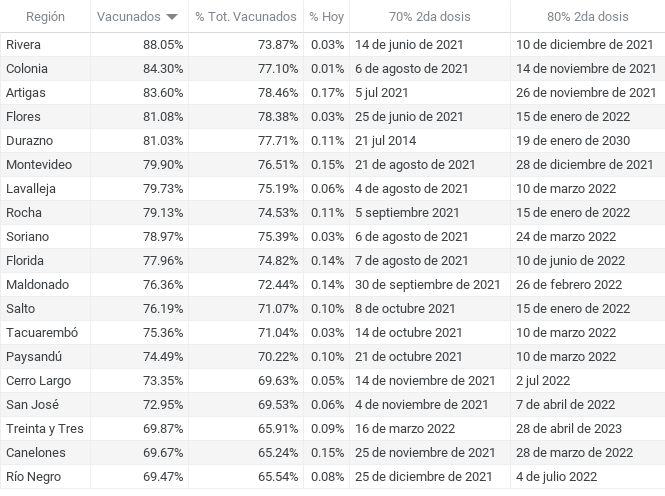 Región Vacunados % Tot. Vacunados % Hoy 70% 2da dosis 80% 2da dosis
Rivera 88.05% 73.87% 0.03% 14 de junio de 2021 10 de diciembre de 2021
Colonia 84.30% 77.10% 0.01% 6 de agosto de 2021 14 de noviembre de 2021
Artigas 83.60% 78.46% 0.17% 5 jul 2021 26 de noviembre de 2021
Flores 81.08% 78.38% 0.03% 25 de junio de 2021 15 de enero de 2022
Durazno 81.03% 77.71% 0.11% 21 jul 2014 19 de enero de 2030
Montevideo 79.90% 76.51% 0.15% 21 de agosto de 2021 28 de diciembre de 2021
Lavalleja 79.73% 75.19% 0.06% 4 de agosto de 2021 10 de marzo 2022
Rocha 79.13% 74.53% 0.11% 5 septiembre 2021 15 de enero de 2022
Soriano 78.97% 75.39% 0.03% 6 de agosto de 2021 24 de marzo 2022
Florida 77.96% 74.82% 0.14% 7 de agosto de 2021 10 de junio de 2022
Maldonado 76.36% 72.44% 0.14% 30 de septiembre de 2021 26 de febrero 2022
Salto 76.19% 71.07% 0.10% 8 de octubre 2021 15 de enero de 2022
Tacuarembó 75.36% 71.04% 0.03% 14 de octubre 2021 10 de marzo 2022
Paysandú 74.49% 70.22% 0.10% 21 de octubre 2021 10 de marzo 2022
Cerro Largo 73.35% 69.63% 0.05% 14 de noviembre de 2021 2 jul 2022
San José 72.95% 69.53% 0.06% 4 de noviembre de 2021 7 de abril de 2022
Treinta y Tres 69.87% 65.91% 0.09% 16 de marzo 2022 28 de abril de 2023
Canelones 69.67% 65.24% 0.15% 25 de noviembre de 2021 28 de marzo de 2022
Río Negro 69.47% 65.54% 0.08% 25 de diciembre de 2021 4 de julio 2022